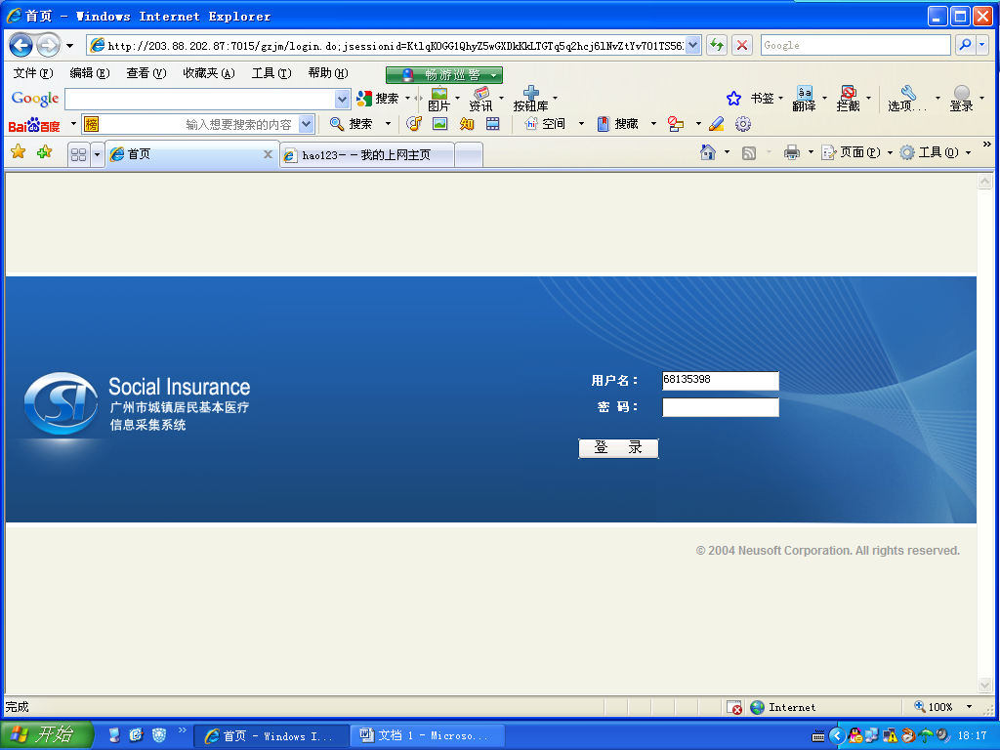 首页 - Windows Internet Explorer
http://203.88.202.87:7015/gzjm/login.do;jsessionid=
Google
文件(F) 编辑(E) 查看(V) 收藏夹(A) 工具(T) 帮助(H) 畅游巡警
Google 搜索 图片 资讯 按钮库 书签 翻译 拦截 选项... 登录
Bai百度 榜 输入想要搜索的内容 搜索 知 空间 搜藏
首页 hao123－－我的上网主页 页面(P) 工具(O)
Social Insurance
广州市城镇居民基本医疗
信息采集系统
用户名： 68135398
密 码：
登 录
© 2004 Neusoft Corporation. All rights reserved.
完成 Internet 100%
开始 首页 - Windows I... 文档 1 - Microso... 18:17